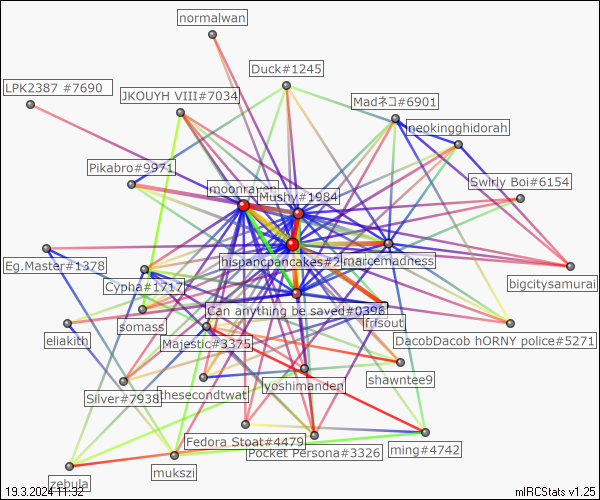 normalwan
Duck#1245
LPK2387 #7690
JKOUYH VIII#7034
Madネコ#6901
neokingghidorah
Pikabro#9971
Swirly Boi#6154
moonraven
Mushy#1984
hispancpancakes#2
marcemadness
Eg.Master#1378
Cypha#1717
bigcitysamurai
Can anything be saved#0396
somass
frisout
eliakith
Majestic#3375
DacobDacob hORNY police#5271
yoshimanden
shawntee9
Silver#7938
thesecondtwat
Fedora Stoat#4479
Pocket Persona#3326
ming#4742
mukszi
zebula
19.3.2024 11:32
mIRCStats v1.25